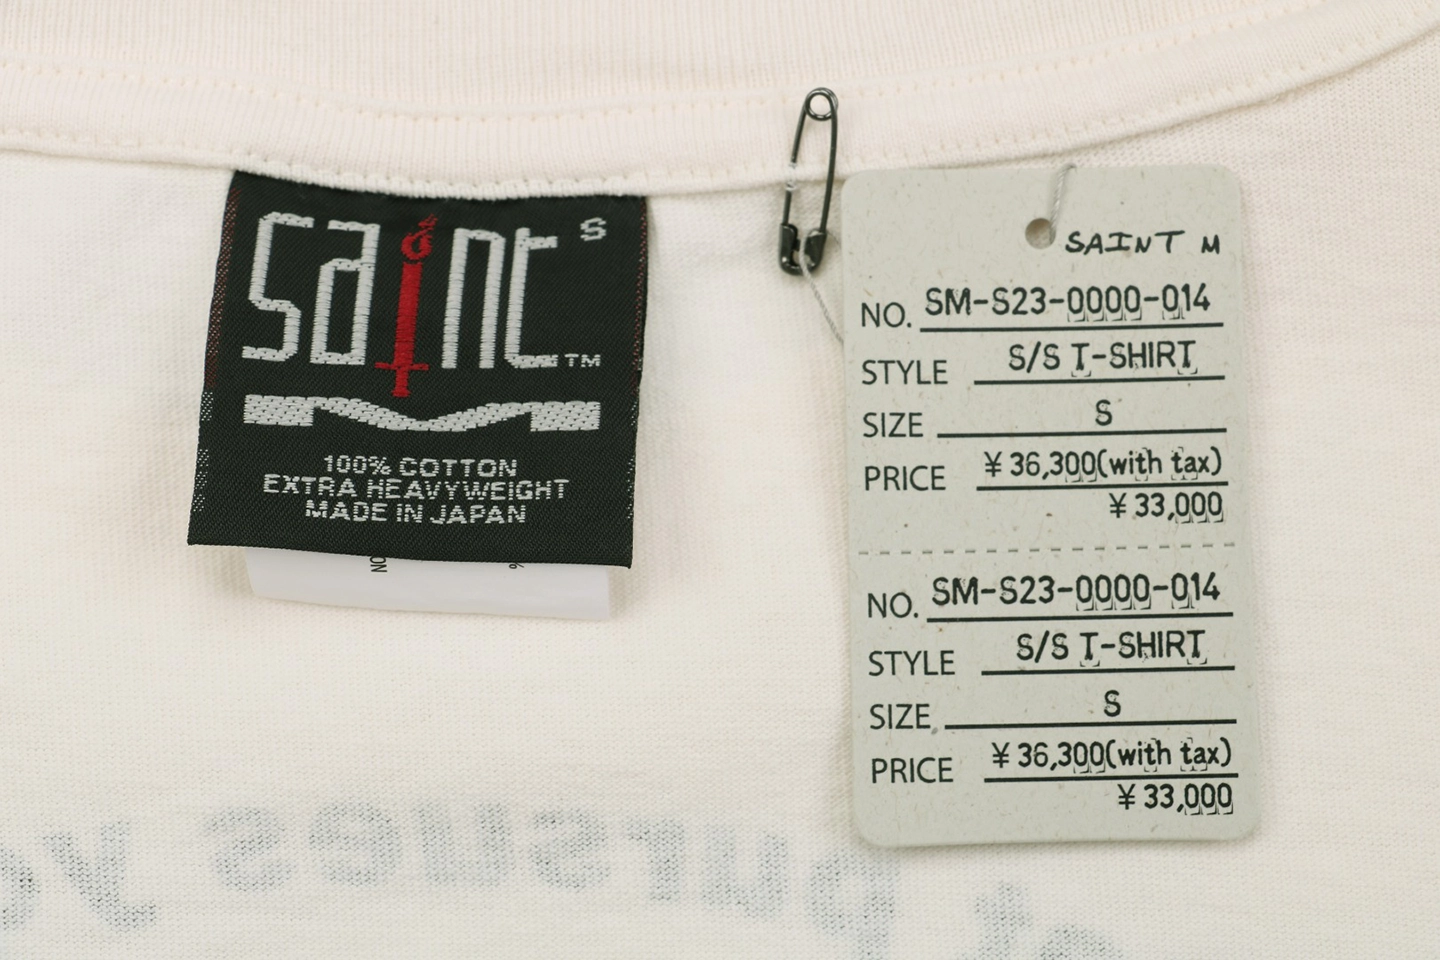 saint S
TM
100% COTTON
EXTRA HEAVYWEIGHT
MADE IN JAPAN
NO
%
SAINT M
NO. SM-S23-0000-014
STYLE S/S T-SHIRT
SIZE S
PRICE ¥36,300(with tax)
¥33,000
NO. SM-S23-0000-014
STYLE S/S T-SHIRT
SIZE S
PRICE ¥36,300(with tax)
¥33,000